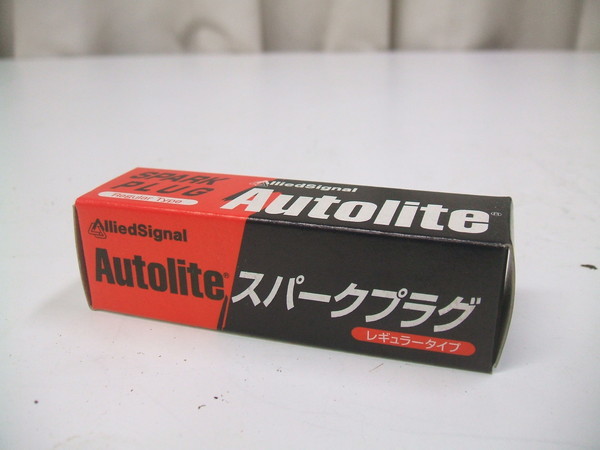 SPARK
PLUG
Regular Type
AlliedSignal
Autolite®
AlliedSignal
Autolite®
スパークプラグ
レギュラータイプ